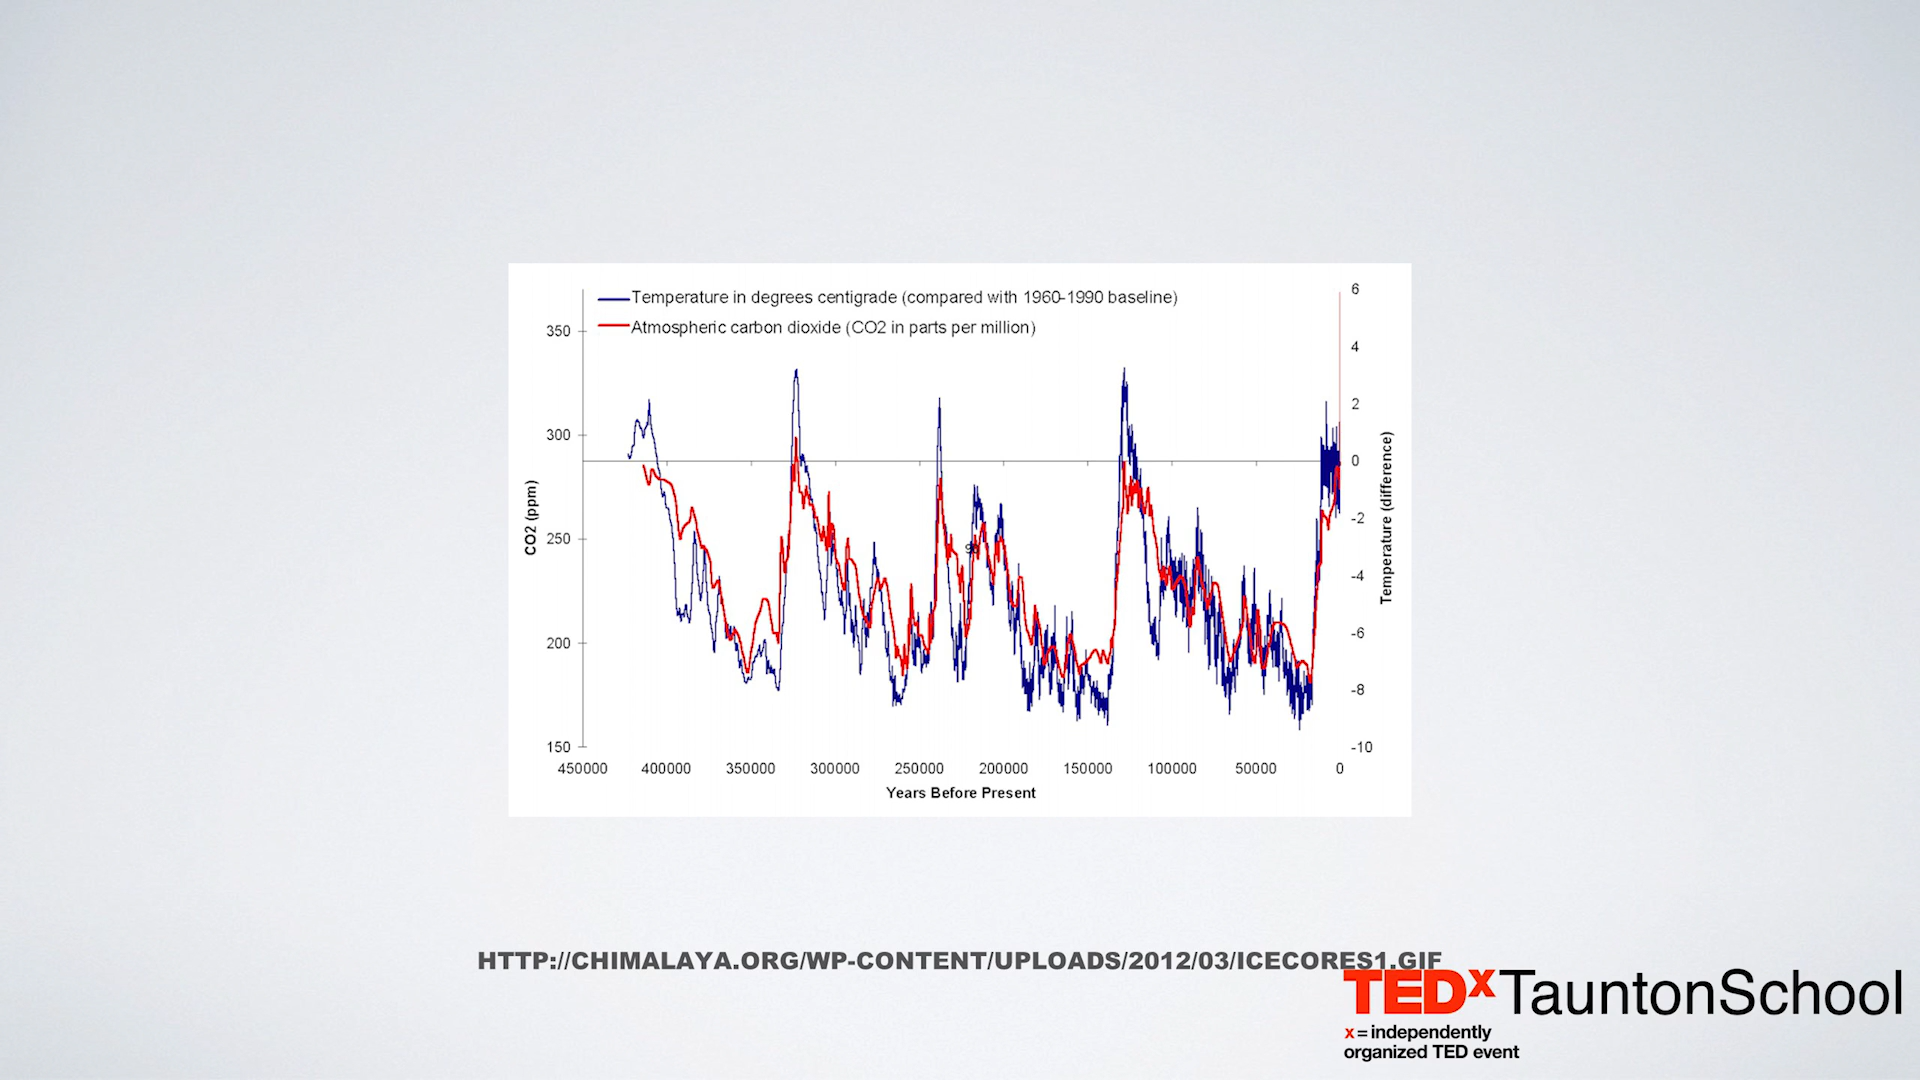 Temperature in degrees centigrade (compared with 1960-1990 baseline)
Atmospheric carbon dioxide (CO2 in parts per million)
350
300
250
200
150
CO2 (ppm)
6
4
2
0
-2
-4
-6
-8
-10
Temperature (difference)
450000 400000 350000 300000 250000 200000 150000 100000 50000 0
Years Before Present
HTTP://CHIMALAYA.ORG/WP-CONTENT/UPLOADS/2012/03/ICECORES1.GIF
TEDxTauntonSchool
x = independently
organized TED event